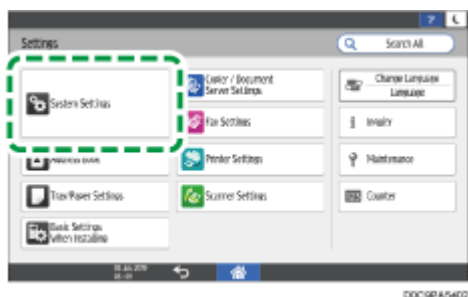 ?
Settings
Search All
System Settings
Copier / Document
Server Settings
Change Language
Language
Fax Settings
Inquiry
Address Book
Printer Settings
Maintenance
Tray/Paper Settings
Scanner Settings
Counter
Basic Settings
When Installing